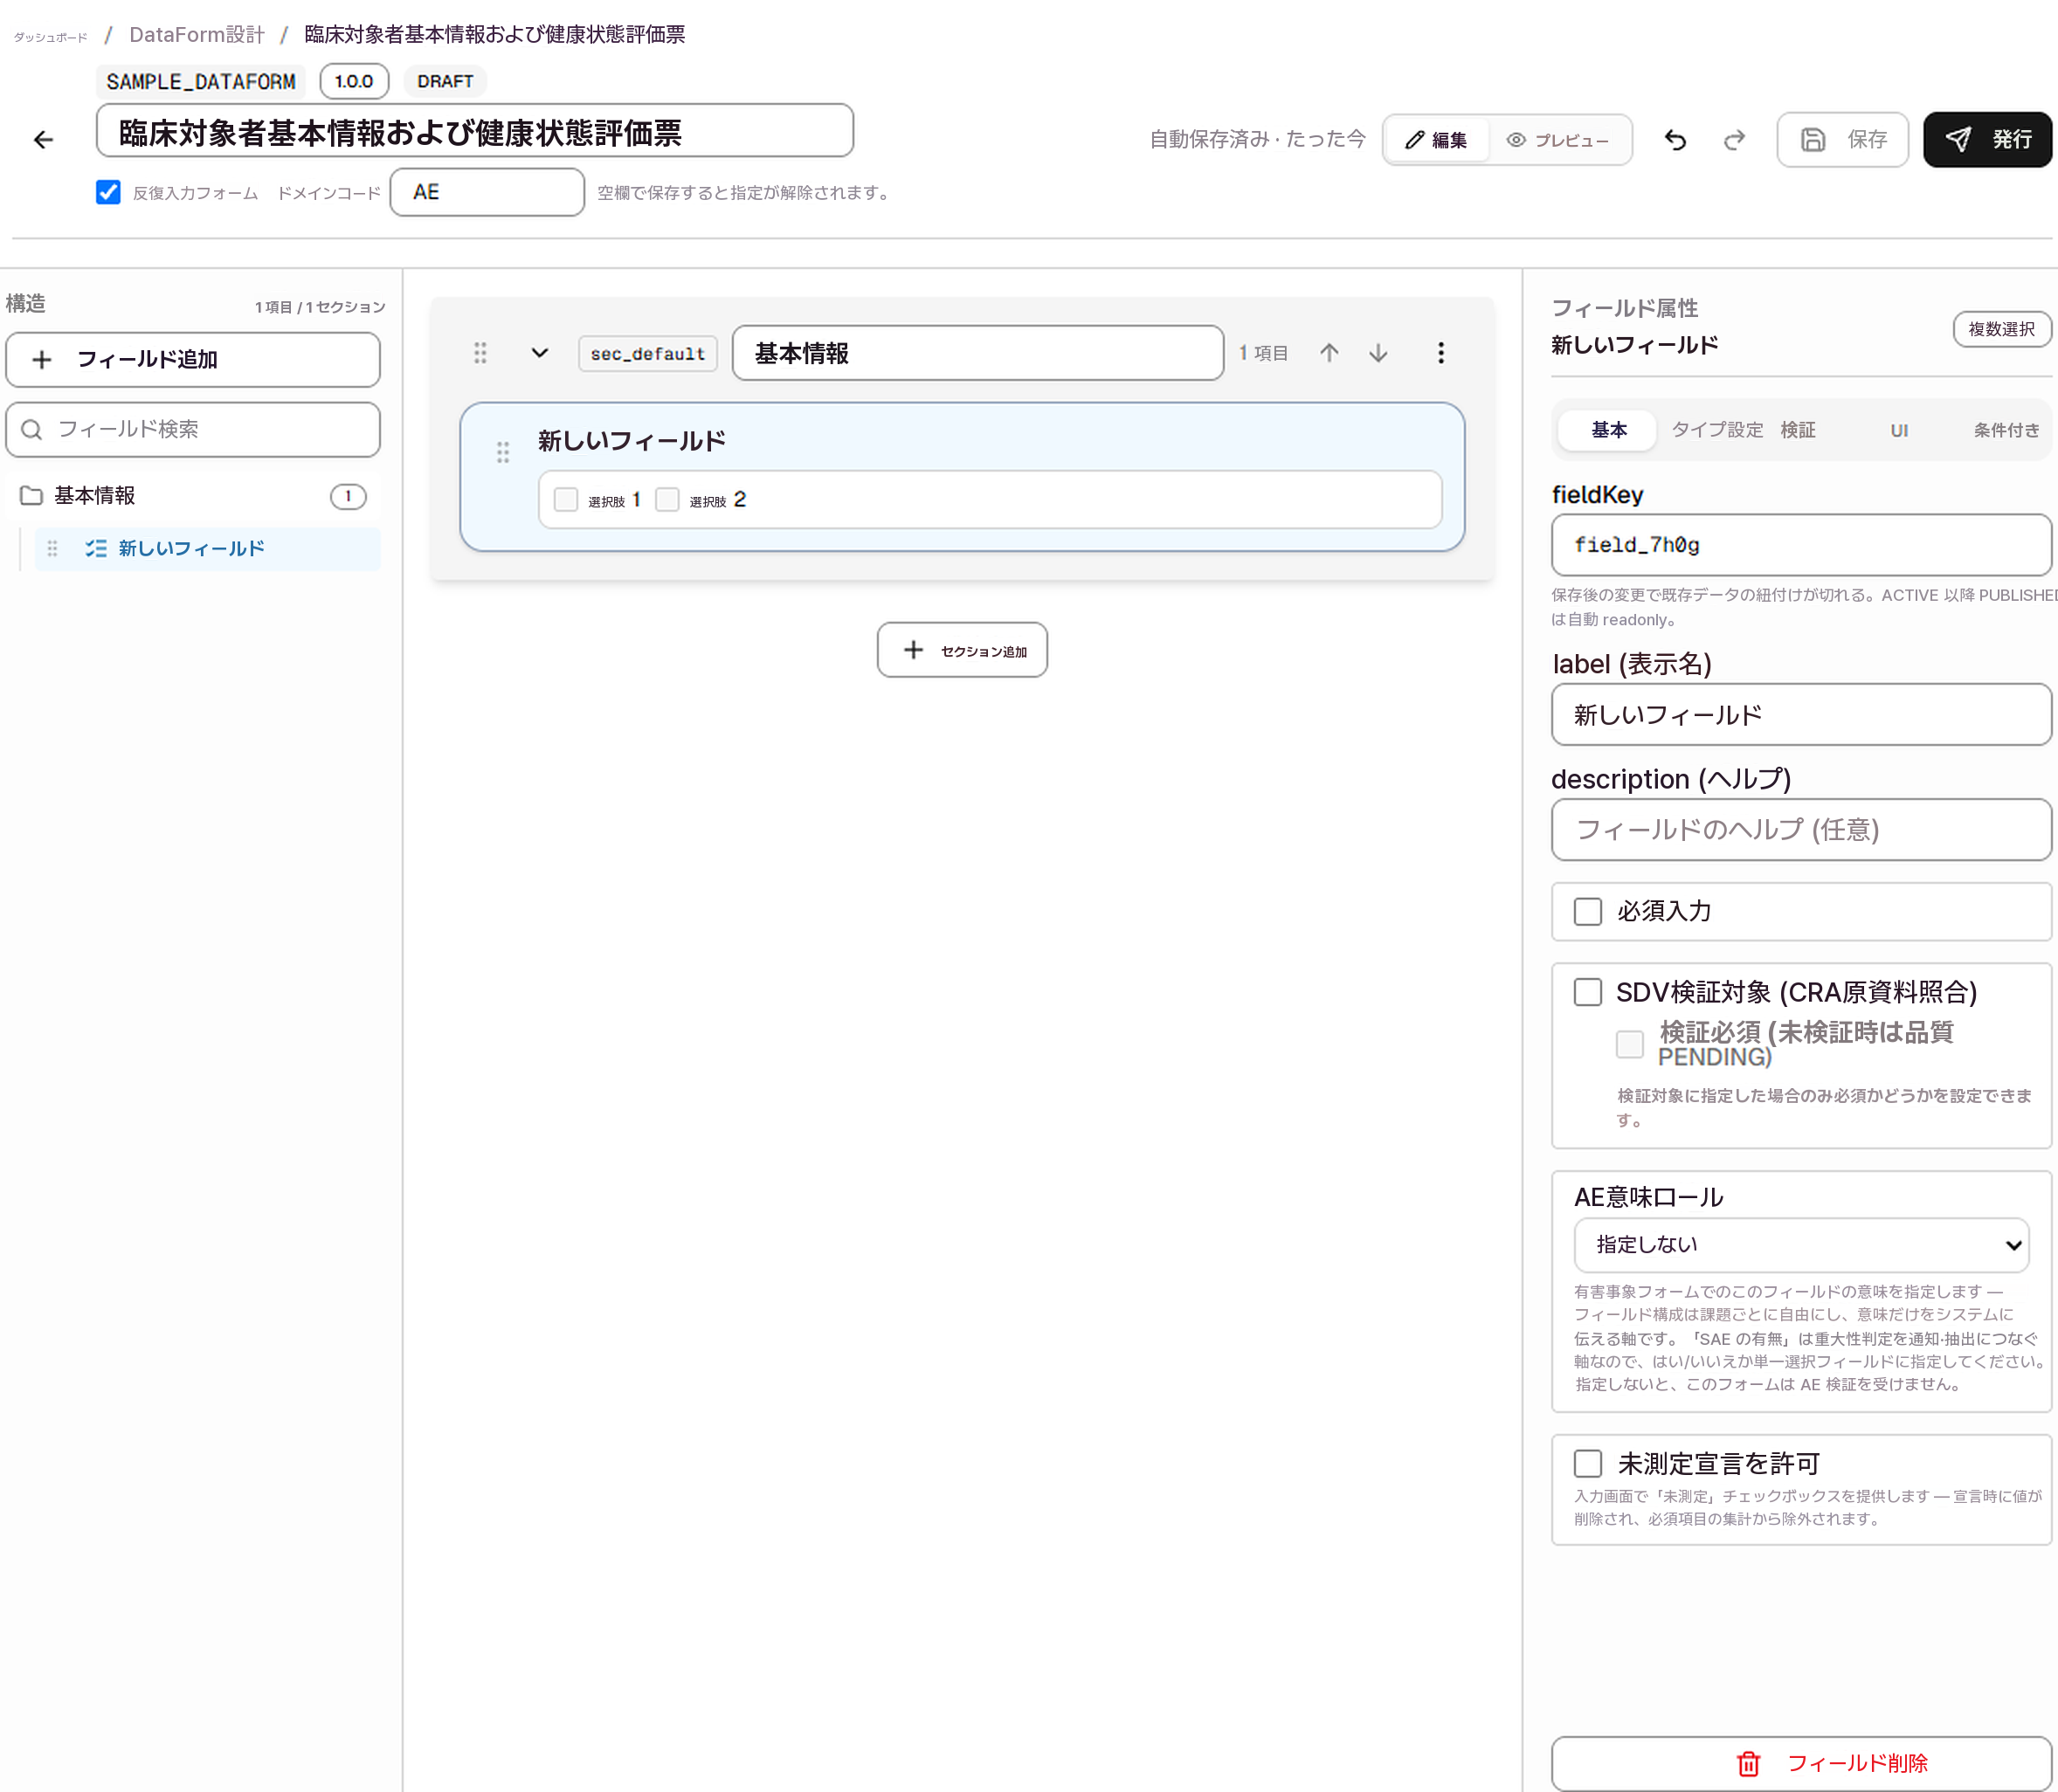 ダッシュボード / DataForm設計 / 臨床対象者基本情報および健康状態評価票
SAMPLE_DATAFORM 1.0.0 DRAFT
臨床対象者基本情報および健康状態評価票
自動保存済み · たった今 編集 プレビュー 保存 発行
反復入力フォーム ドメインコード AE 空欄で保存すると指定が解除されます。
構造 1 項目 / 1 セクション
フィールド追加
フィールド検索
基本情報 1
新しいフィールド
sec_default 基本情報 1 項目
新しいフィールド
選択肢 1 選択肢 2
セクション追加
フィールド属性
新しいフィールド
複数選択
基本 タイプ設定 検証 UI 条件付き
fieldKey
field_7h0g
保存後の変更で既存データの紐付けが切れる。ACTIVE 以降 PUBLISHED
は自動 readonly。
label (表示名)
新しいフィールド
description (ヘルプ)
フィールドのヘルプ (任意)
必須入力
SDV検証対象 (CRA原資料照合)
検証必須 (未検証時は品質
PENDING)
検証対象に指定した場合のみ必須かどうかを設定できま
す。
AE意味ロール
指定しない
有害事象フォームでのこのフィールドの意味を指定します —
フィールド構成は課題ごとに自由にし、意味だけをシステムに
伝える軸です。「SAE の有無」は重大性判定を通知·抽出につなぐ
軸なので、はい/いいえか単一選択フィールドに指定してください。
指定しないと、このフォームは AE 検証を受けません。
未測定宣言を許可
入力画面で「未測定」チェックボックスを提供します — 宣言時に値が
削除され、必須項目の集計から除外されます。
フィールド削除